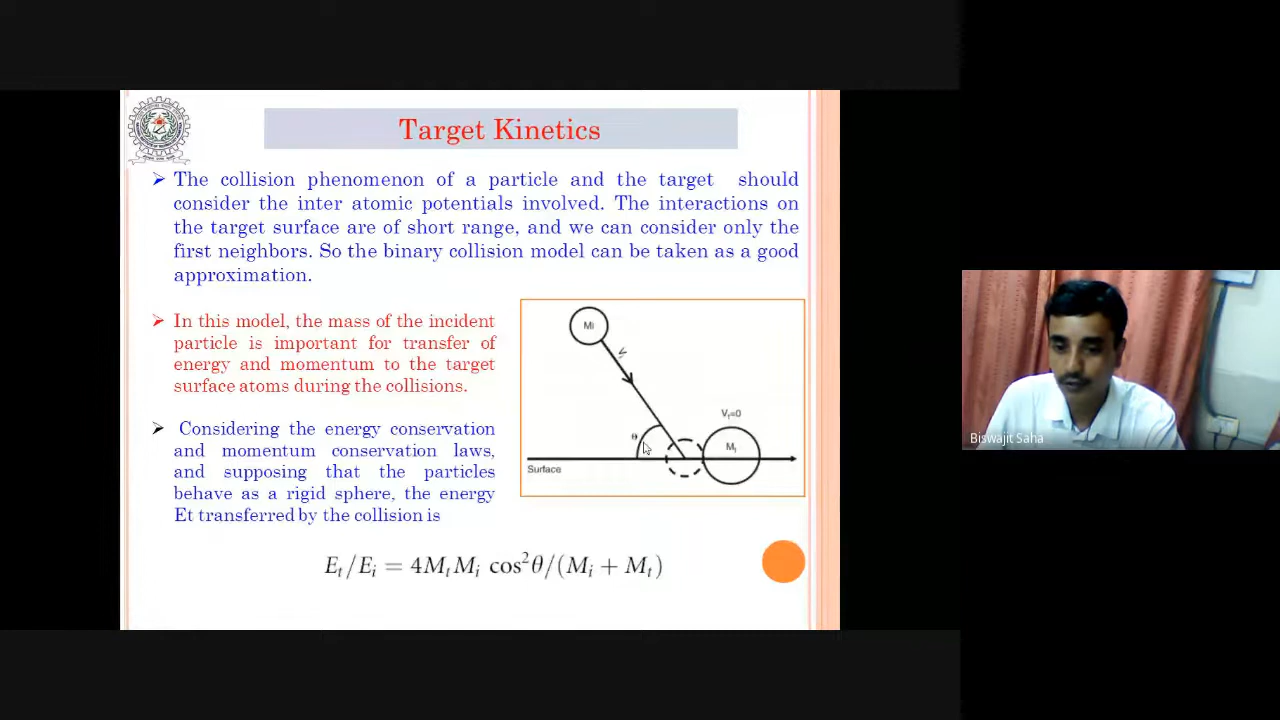 Target Kinetics
➢ The collision phenomenon of a particle and the target should
consider the inter atomic potentials involved. The interactions on
the target surface are of short range, and we can consider only the
first neighbors. So the binary collision model can be taken as a good
approximation.
➢ In this model, the mass of the incident
particle is important for transfer of
energy and momentum to the target
surface atoms during the collisions.
➢ Considering the energy conservation
and momentum conservation laws,
and supposing that the particles
behave as a rigid sphere, the energy
Et transferred by the collision is
Mi
Vi
θ
Vt=0
Mt
Surface
Et/Ei = 4MtMi cos²θ/(Mi + Mt)
Biswajit Saha